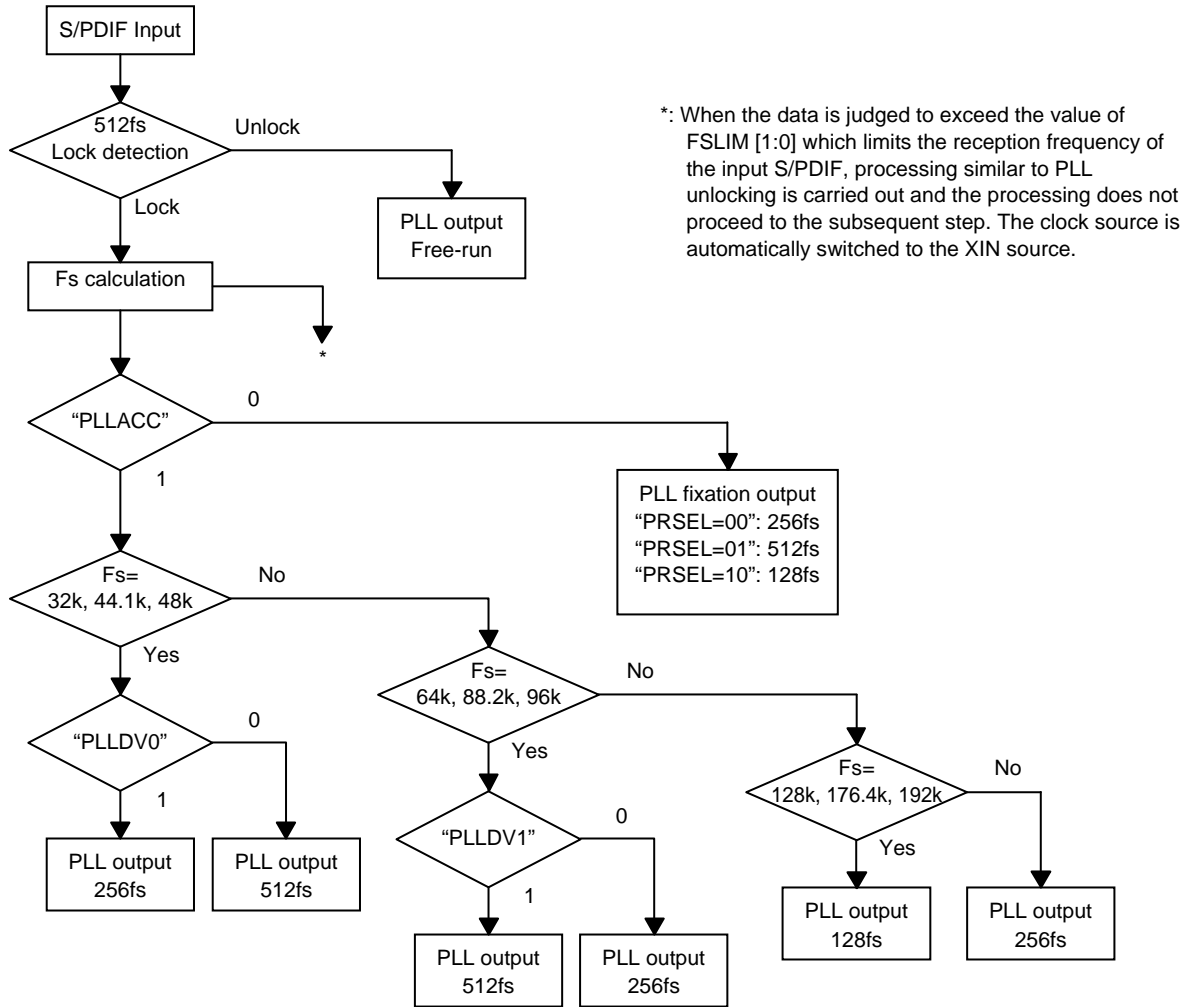 S/PDIF Input
512fs
Lock detection
Unlock
Lock
PLL output
Free-run
*: When the data is judged to exceed the value of
FSLIM [1:0] which limits the reception frequency of
the input S/PDIF, processing similar to PLL
unlocking is carried out and the processing does not
proceed to the subsequent step. The clock source is
automatically switched to the XIN source.
Fs calculation
*
“PLLACC”
0
1
PLL fixation output
“PRSEL=00”: 256fs
“PRSEL=01”: 512fs
“PRSEL=10”: 128fs
Fs=
32k, 44.1k, 48k
No
Yes
Fs=
64k, 88.2k, 96k
No
Yes
“PLLDV0”
0
1
Fs=
128k, 176.4k, 192k
No
Yes
“PLLDV1”
0
1
PLL output
256fs
PLL output
512fs
PLL output
128fs
PLL output
256fs
PLL output
512fs
PLL output
256fs